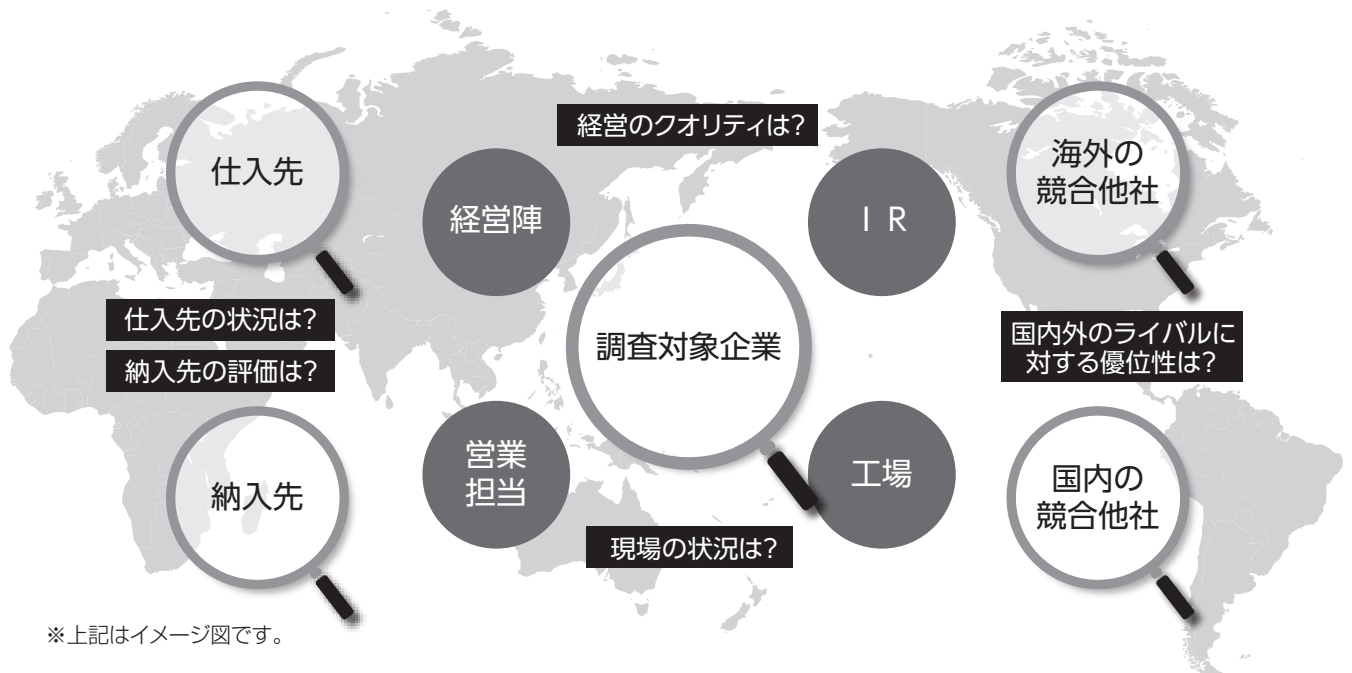 経営のクオリティは?
仕入先
経営陣
I R
海外の
競合他社
調査対象企業
仕入先の状況は?
納入先の評価は?
国内外のライバルに
対する優位性は?
営業
担当
工場
納入先
国内の
競合他社
現場の状況は?
※上記はイメージ図です。